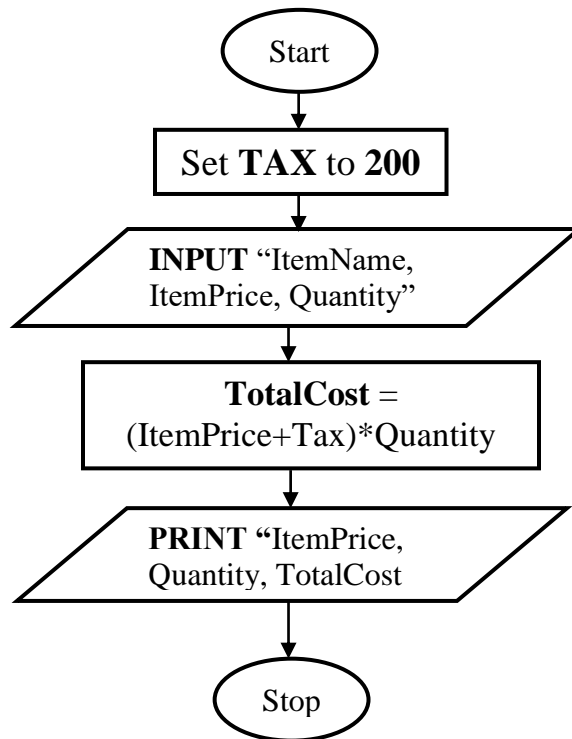 Start
Set TAX to 200
INPUT “ItemName,
ItemPrice, Quantity”
TotalCost =
(ItemPrice+Tax)*Quantity
PRINT “ItemPrice,
Quantity, TotalCost
Stop